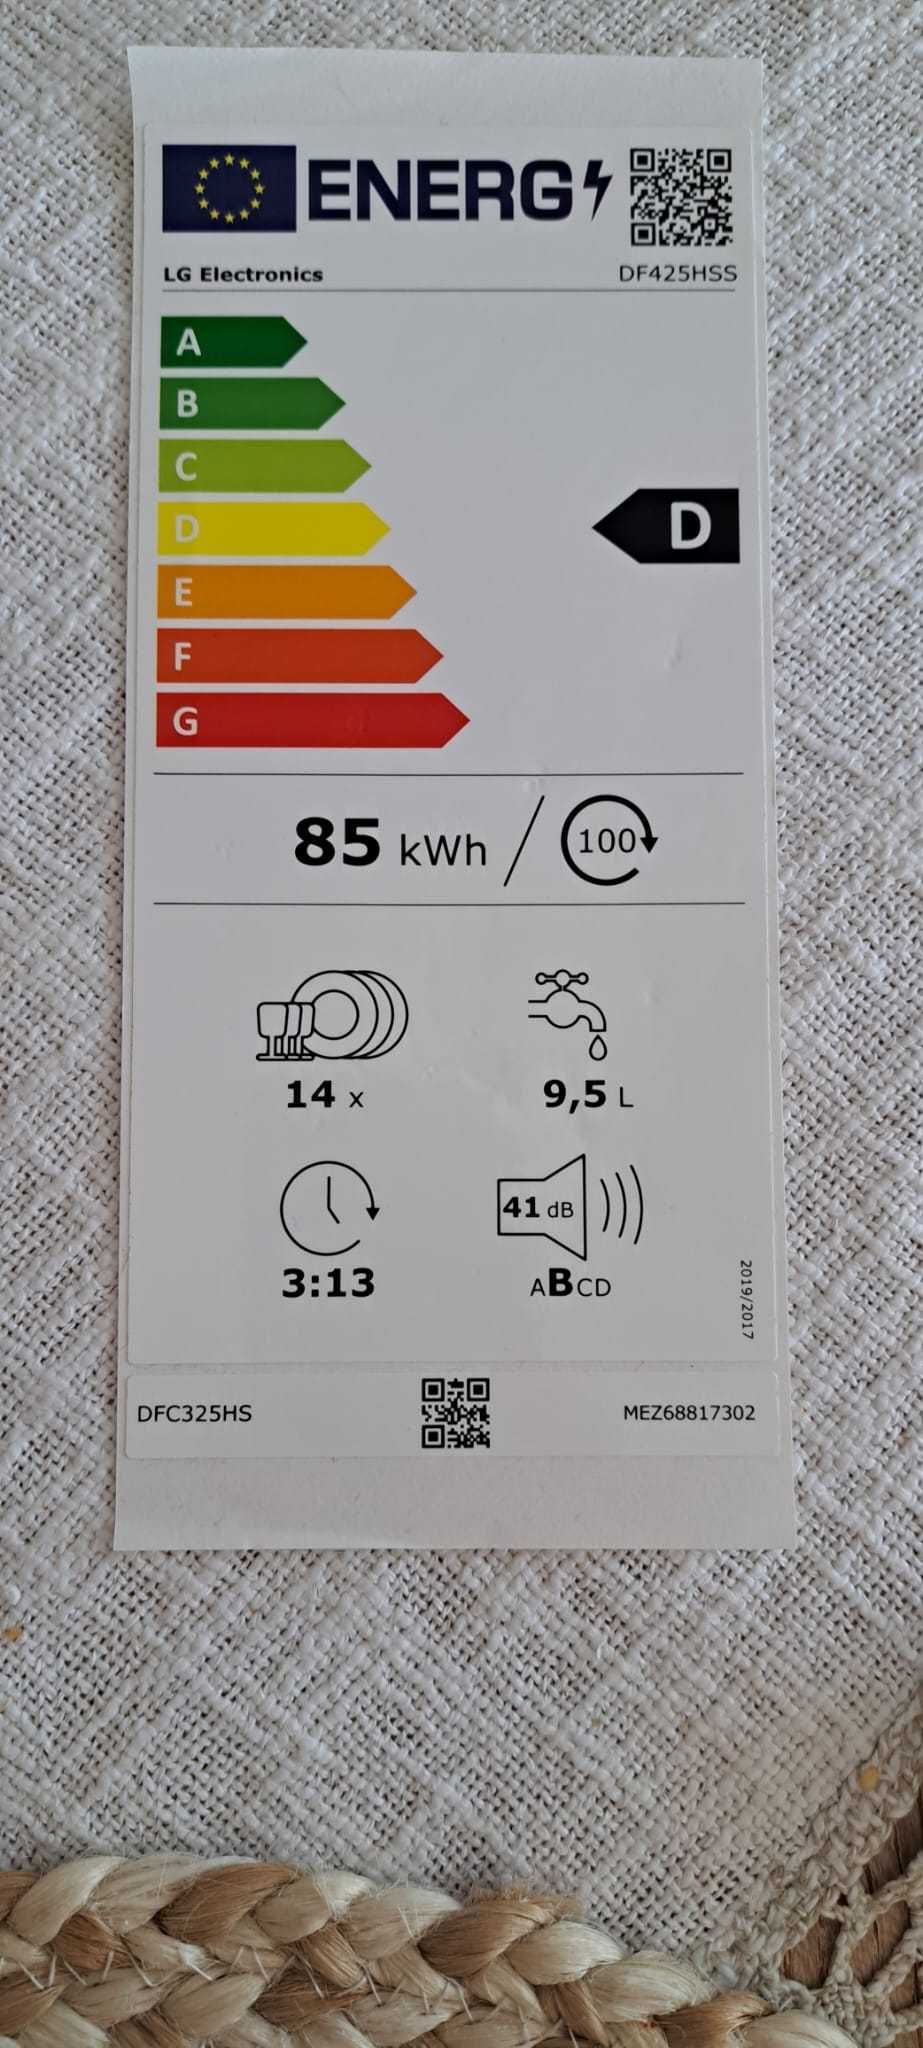 ENERG
LG Electronics DF425HSS
A
B
C
D
D
E
F
G
85 kWh / 100
14 x 9,5 L
41 dB
3:13 ABCD
2019/2017
DFC325HS MEZ68817302